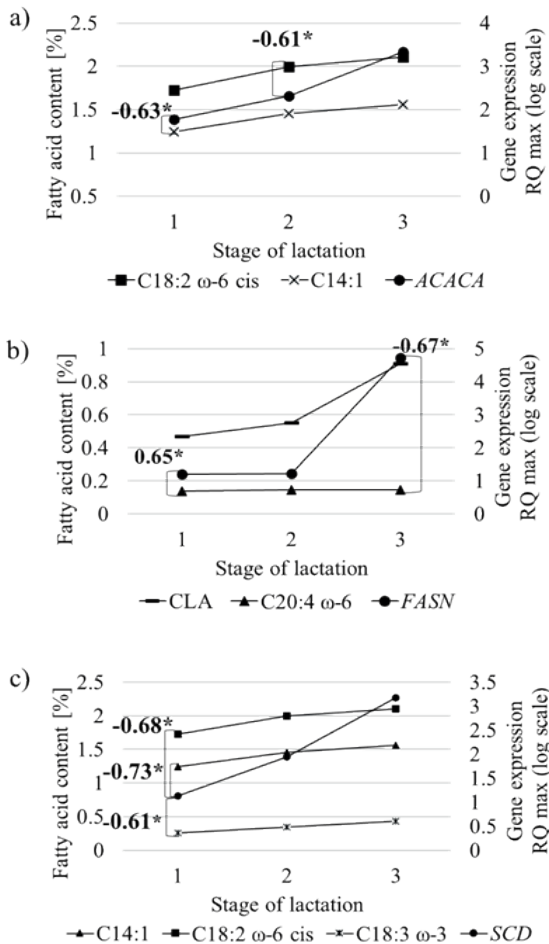 a)
Fatty acid content [%]
2.5
2
1.5
1
0.5
-0.63*
-0.61*
4
3
2
1
0
Gene expression
RQ max (log scale)
1 2 3
Stage of lactation
C18:2 ω-6 cis C14:1 ACACA
b)
Fatty acid content [%]
1
0.8
0.6
0.4
0.2
0
0.65*
-0.67*
5
4
3
2
1
0
Gene expression
RQ max (log scale)
1 2 3
Stage of lactation
CLA C20:4 ω-6 FASN
c)
Fatty acid content [%]
2.5
2
1.5
1
0.5
0
-0.68*
-0.73*
-0.61*
3.5
3
2.5
2
1.5
1
0.5
0
Gene expression
RQ max (log scale)
1 2 3
Stage of lactation
C14:1 C18:2 ω-6 cis C18:3 ω-3 SCD